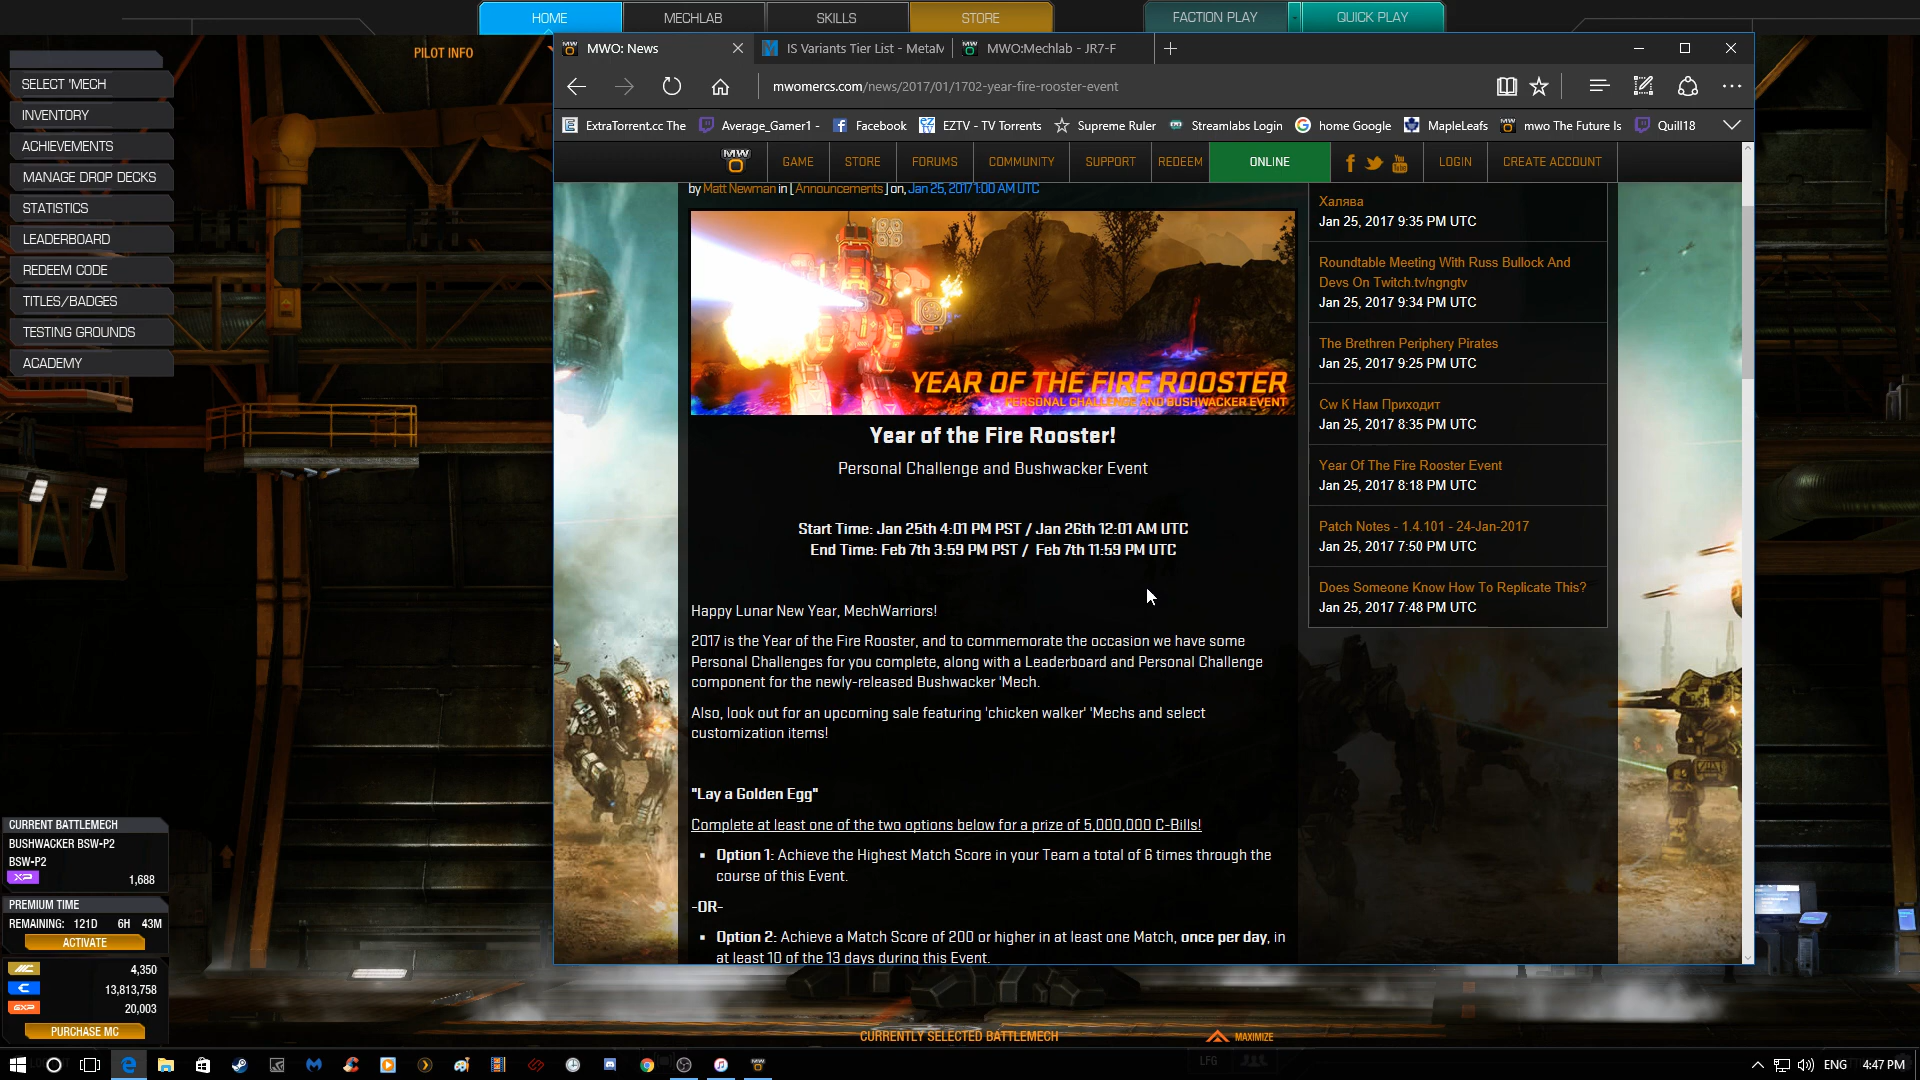 HOME
MECHLAB
SKILLS
STORE
FACTION PLAY
QUICK PLAY
PILOT INFO
SELECT 'MECH
INVENTORY
ACHIEVEMENTS
MANAGE DROP DECKS
STATISTICS
LEADERBOARD
REDEEM CODE
TITLES/BADGES
TESTING GROUNDS
ACADEMY
MWO: News
IS Variants Tier List - MetaM
MWO:Mechlab - JR7-F
mwomercs.com/news/2017/01/1702-year-fire-rooster-event
ExtraTorrent.cc The
Average_Gamer1 -
Facebook
EZTV - TV Torrents
Supreme Ruler
Streamlabs Login
home Google
MapleLeafs
mwo The Future Is
Quill18
MW
GAME
STORE
FORUMS
COMMUNITY
SUPPORT
REDEEM
ONLINE
LOGIN
CREATE ACCOUNT
by Matt Newman in [ Announcements ] on, Jan 25, 2017 1:00 AM UTC
YEAR OF THE FIRE ROOSTER
PERSONAL CHALLENGE AND BUSHWACKER EVENT
Year of the Fire Rooster!
Personal Challenge and Bushwacker Event
Start Time: Jan 25th 4:01 PM PST / Jan 26th 12:01 AM UTC
End Time: Feb 7th 3:59 PM PST / Feb 7th 11:59 PM UTC
Happy Lunar New Year, MechWarriors!
2017 is the Year of the Fire Rooster, and to commemorate the occasion we have some
Personal Challenges for you complete, along with a Leaderboard and Personal Challenge
component for the newly-released Bushwacker 'Mech.
Also, look out for an upcoming sale featuring 'chicken walker' 'Mechs and select
customization items!
"Lay a Golden Egg"
Complete at least one of the two options below for a prize of 5,000,000 C-Bills!
Option 1: Achieve the Highest Match Score in your Team a total of 6 times through the
course of this Event.
-OR-
Option 2: Achieve a Match Score of 200 or higher in at least one Match, once per day, in
at least 10 of the 13 days during this Event.
Халява
Jan 25, 2017 9:35 PM UTC
Roundtable Meeting With Russ Bullock And
Devs On Twitch.tv/ngngtv
Jan 25, 2017 9:34 PM UTC
The Brethren Periphery Pirates
Jan 25, 2017 9:25 PM UTC
Cw К Нам Приходит
Jan 25, 2017 8:35 PM UTC
Year Of The Fire Rooster Event
Jan 25, 2017 8:18 PM UTC
Patch Notes - 1.4.101 - 24-Jan-2017
Jan 25, 2017 7:50 PM UTC
Does Someone Know How To Replicate This?
Jan 25, 2017 7:48 PM UTC
CURRENT BATTLEMECH
BUSHWACKER BSW-P2
BSW-P2
XP 1,688
PREMIUM TIME
REMAINING: 121D 6H 43M
ACTIVATE
MC 4,350
C 13,813,758
GXP 20,003
PURCHASE MC
CURRENTLY SELECTED BATTLEMECH
MAXIMIZE
LFG
ENG
4:47 PM